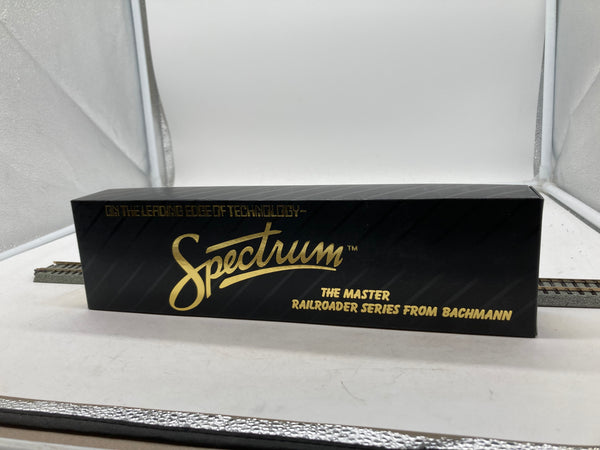 ON THE LEADING EDGE OF TECHNOLOGY~
Spectrum™
THE MASTER
RAILROADER SERIES FROM BACHMANN